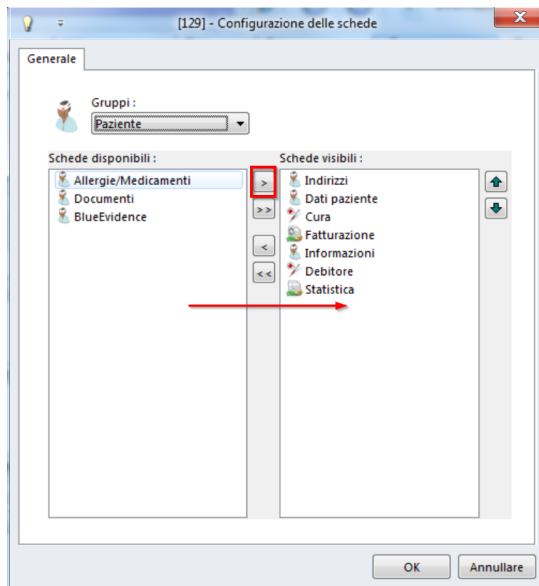 [129] - Configurazione delle schede
X
Generale
Gruppi :
Paziente
Schede disponibili :
Schede visibili :
Allergie/Medicamenti
Documenti
BlueEvidence
>
>>
<
<<
Indirizzi
Dati paziente
Cura
Fatturazione
Informazioni
Debitore
Statistica
OK
Annullare